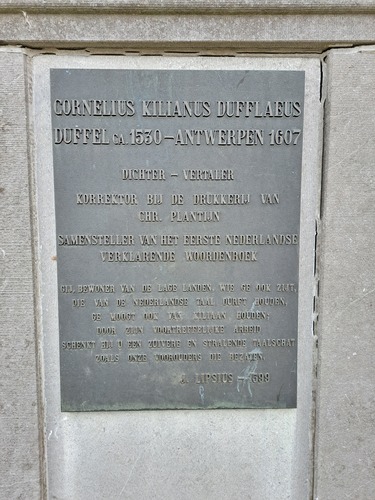 CORNELIUS KILIANUS DUFFLAEUS
DUFFEL CA. 1530 – ANTWERPEN 1607
DICHTER – VERTALER
KORREKTOR BIJ DE DRUKKERIJ VAN
CHR. PLANTIJN
SAMENSTELLER VAN HET EERSTE NEDERLANDSE
VERKLARENDE WOORDENBOEK
GIJ, BEWONER VAN DE LAGE LANDEN, WIE GE OOK ZIJT,
DIE VAN DE NEDERLANDSE TAAL DURFT HOUDEN,
GE MOOGT OOK VAN KILIAAN HOUDEN:
DOOR ZIJN VOORTREFFELIJKE ARBEID
SCHENKT HIJ U EEN ZUIVERE EN STRALENDE TAALSCHAT
ZOALS ONZE VOOROUDERS DIE BEZATEN.
LIPSIUS –